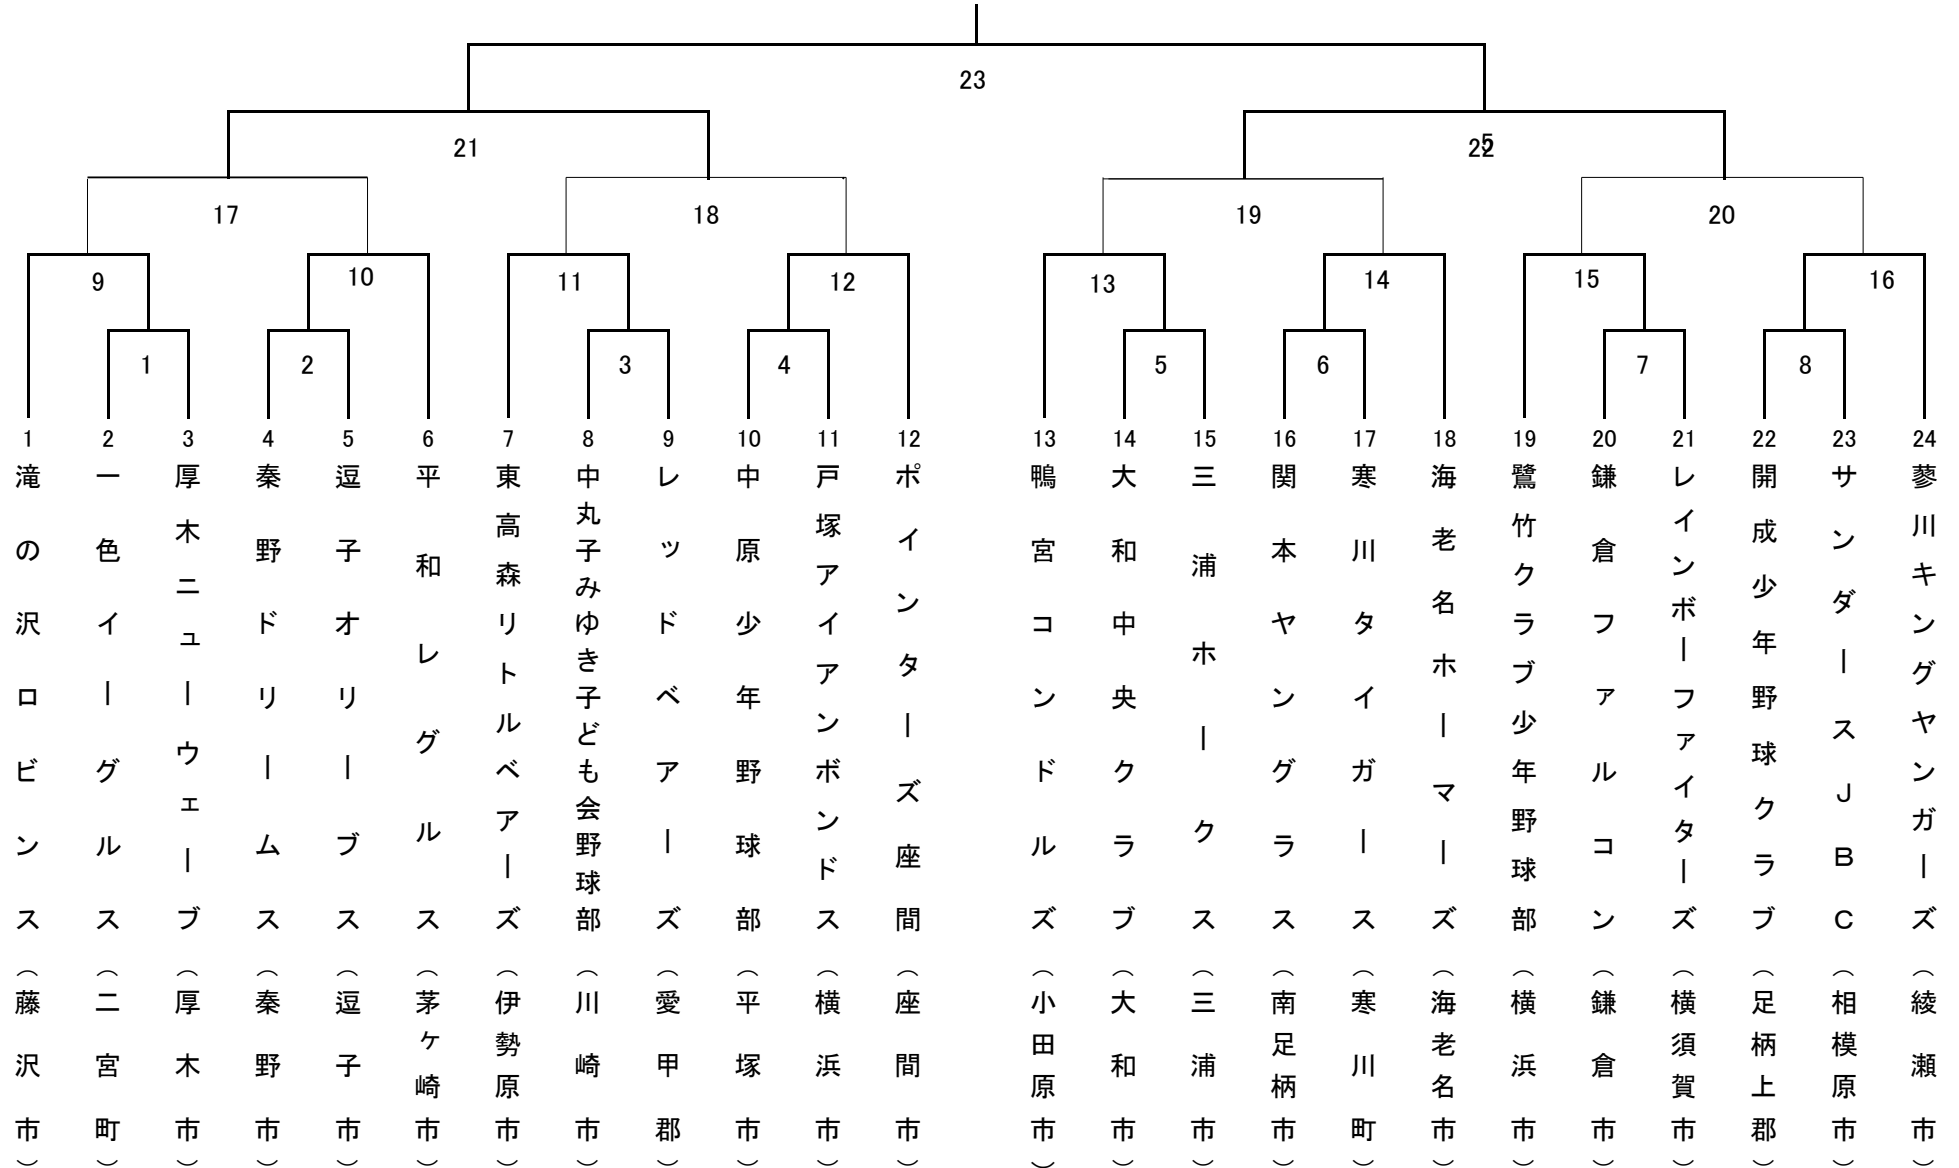 23
21
22
5
17
18
19
20
9
10
11
12
13
14
15
16
1
2
3
4
5
6
7
8
1
滝の沢ロビンス（藤沢市）
2
一色イーグルス（二宮町）
3
厚木ニューウェーブ（厚木市）
4
秦野ドリームス（秦野市）
5
逗子オリーブス（逗子市）
6
平和レグルス（茅ケ崎市）
7
東高森リトルベアーズ（伊勢原市）
8
中丸子みゆき子ども会野球部（川崎市）
9
レッドベアーズ（愛甲郡）
10
中原少年野球部（平塚市）
11
戸塚アイアンボンドス（横浜市）
12
ポインターズ座間（座間市）
13
鴨宮コンドルズ（小田原市）
14
大和中央クラブ（大和市）
15
三浦ホークス（三浦市）
16
関本ヤングラス（南足柄市）
17
寒川タイガース（寒川町）
18
海老名ホーマーズ（海老名市）
19
鷺竹クラブ少年野球部（横浜市）
20
鎌倉ファルコン（鎌倉市）
21
レインボーファイターズ（横須賀市）
22
開成少年野球クラブ（足柄上郡）
23
サンダースJBC（相模原市）
24
蓼川キングヤンガーズ（綾瀬市）